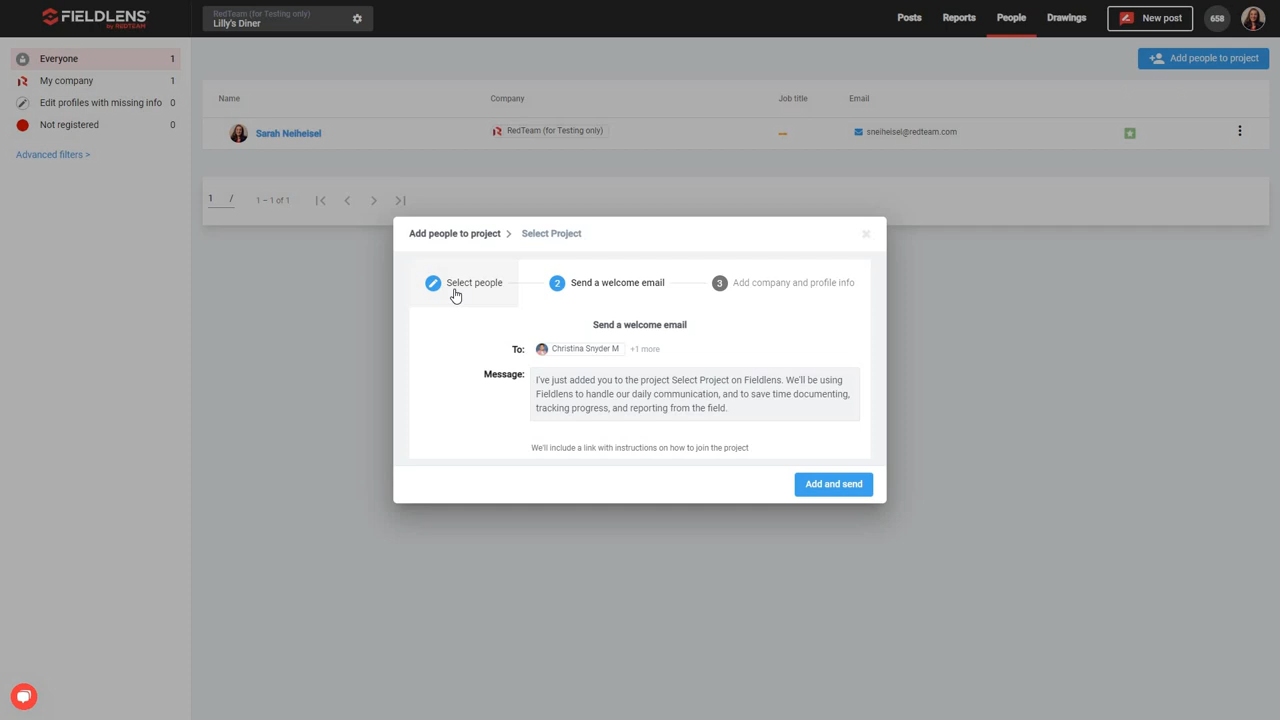 FIELDLENS
by REDTEAM
RedTeam (for Testing only)
Lilly's Diner
Posts
Reports
People
Drawings
New post
658
Everyone 1
My company 1
Edit profiles with missing info 0
Not registered 0
Advanced filters >
Add people to project
Name Company Job title Email
Sarah Neiheisel RedTeam (for Testing only) sneiheisel@redteam.com
1 / 1 – 1 of 1
Add people to project > Select Project
Select people
2 Send a welcome email
3 Add company and profile info
Send a welcome email
To: Christina Snyder M +1 more
Message: I've just added you to the project Select Project on Fieldlens. We'll be using
Fieldlens to handle our daily communication, and to save time documenting,
tracking progress, and reporting from the field.
We'll include a link with instructions on how to join the project
Add and send